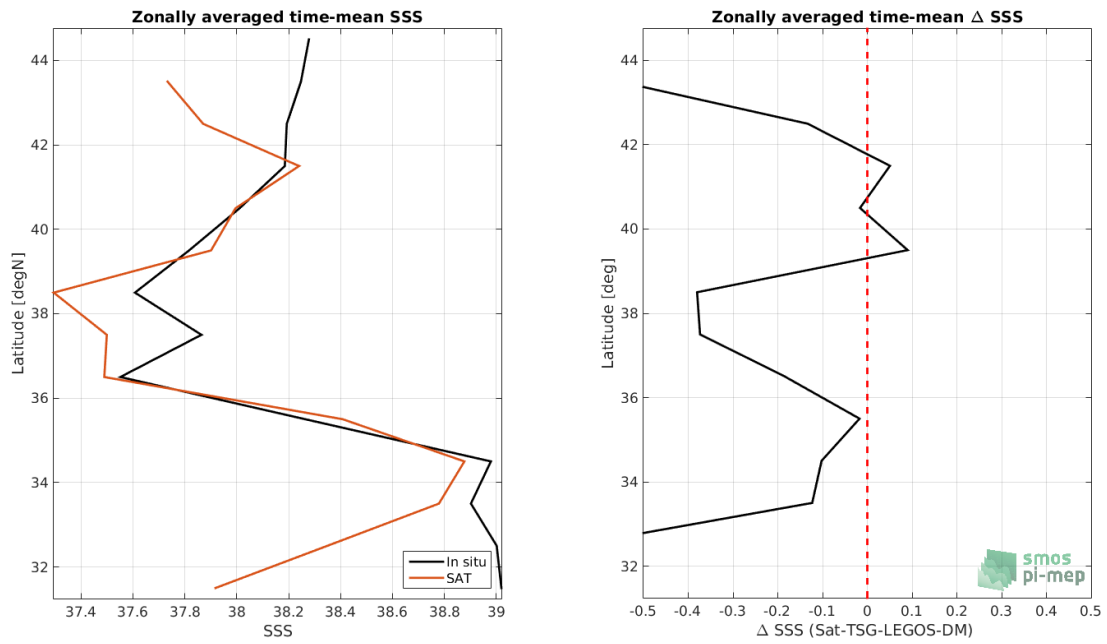 Zonally averaged time-mean SSS
Latitude [degN]
44
42
40
38
36
34
32
37.4 37.6 37.8 38 38.2 38.4 38.6 38.8 39
SSS
In situ
SAT
Zonally averaged time-mean Δ SSS
Latitude [deg]
44
42
40
38
36
34
32
-0.5 -0.4 -0.3 -0.2 -0.1 0 0.1 0.2 0.3 0.4 0.5
Δ SSS (Sat-TSG-LEGOS-DM)
smos
pi-mep